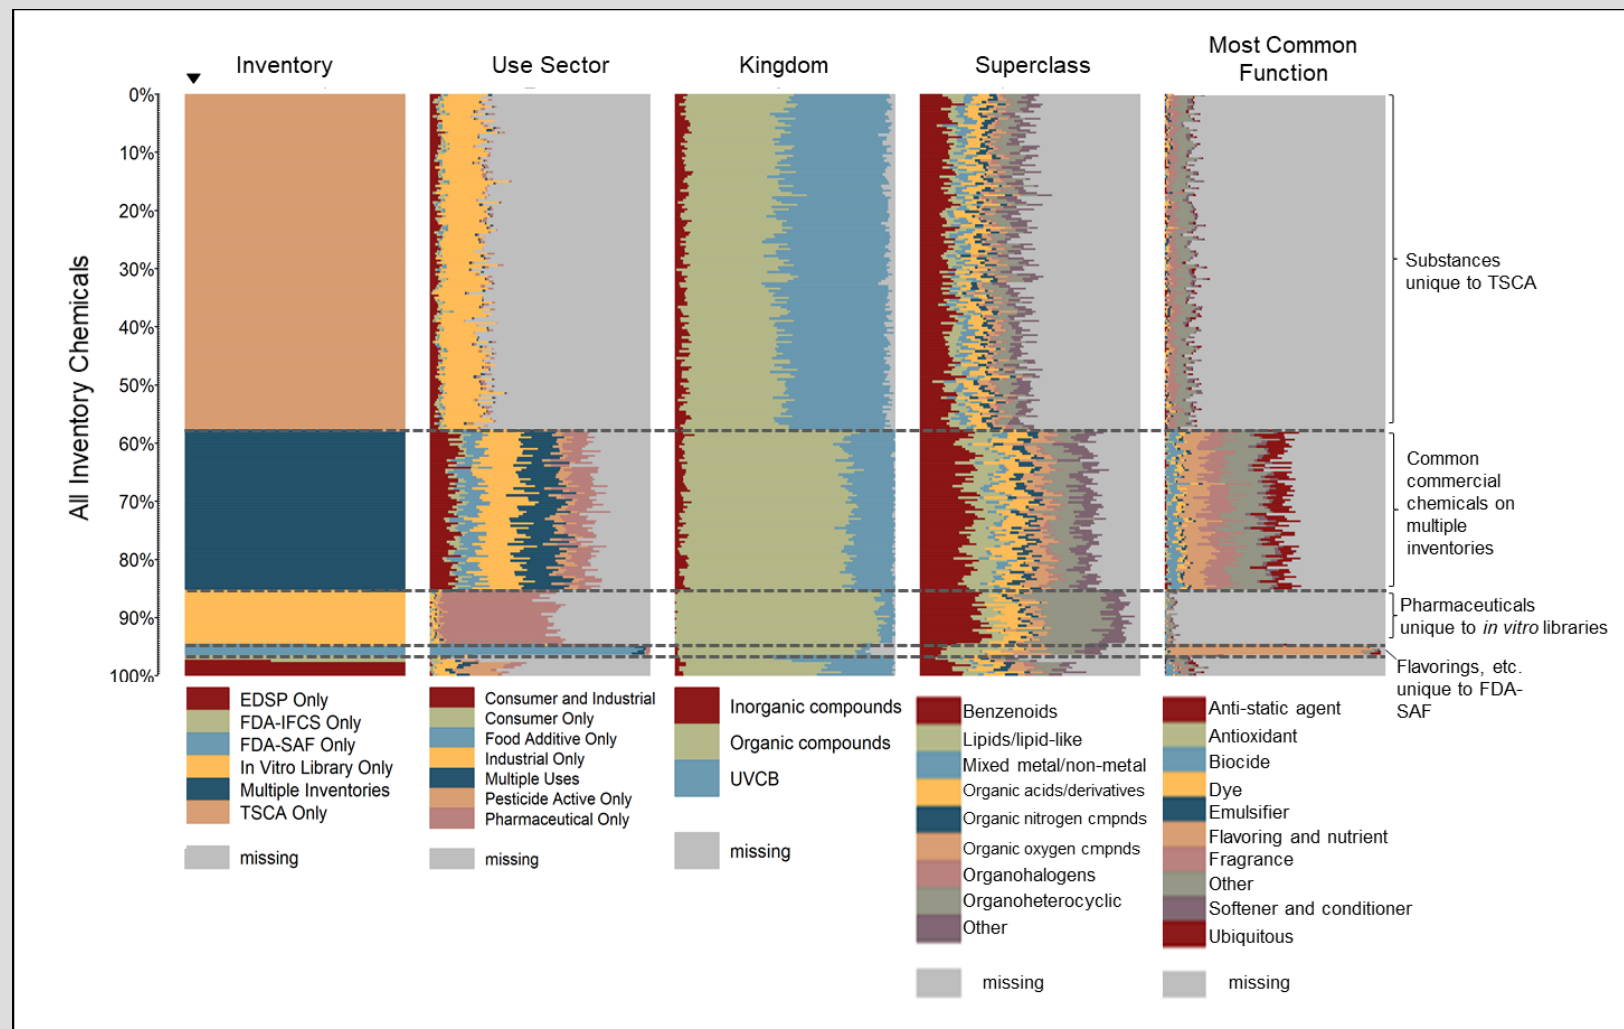 Inventory
Use Sector
Kingdom
Superclass
Most Common
Function
All Inventory Chemicals
0%
10%
20%
30%
40%
50%
60%
70%
80%
90%
100%
Substances
unique to TSCA
Common
commercial
chemicals on
multiple
inventories
Pharmaceuticals
unique to in vitro libraries
Flavorings, etc.
unique to FDA-
SAF
EDSP Only
FDA-IFCS Only
FDA-SAF Only
In Vitro Library Only
Multiple Inventories
TSCA Only
missing
Consumer and Industrial
Consumer Only
Food Additive Only
Industrial Only
Multiple Uses
Pesticide Active Only
Pharmaceutical Only
missing
Inorganic compounds
Organic compounds
UVCB
missing
Benzenoids
Lipids/lipid-like
Mixed metal/non-metal
Organic acids/derivatives
Organic nitrogen cmpnds
Organic oxygen cmpnds
Organohalogens
Organoheterocyclic
Other
missing
Anti-static agent
Antioxidant
Biocide
Dye
Emulsifier
Flavoring and nutrient
Fragrance
Other
Softener and conditioner
Ubiquitous
missing